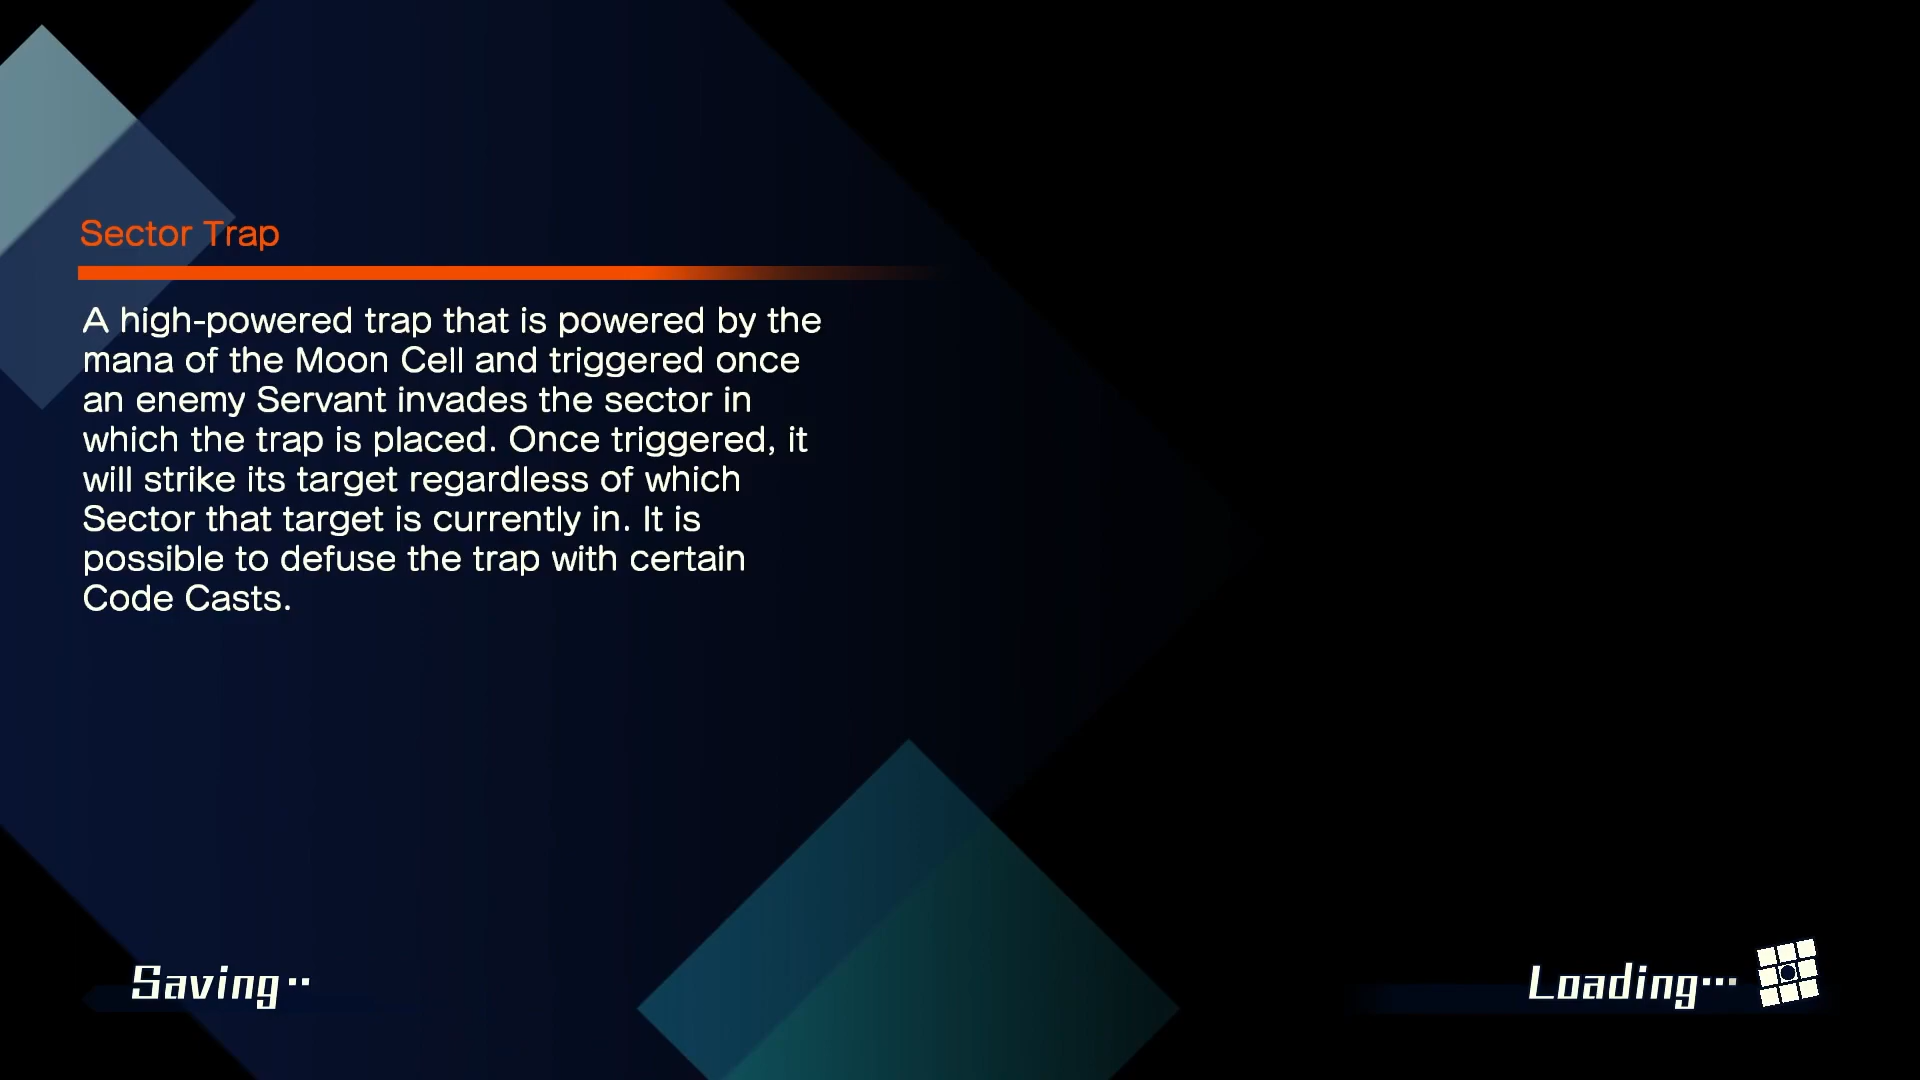 Sector Trap
A high-powered trap that is powered by the
mana of the Moon Cell and triggered once
an enemy Servant invades the sector in
which the trap is placed. Once triggered, it
will strike its target regardless of which
Sector that target is currently in. It is
possible to defuse the trap with certain
Code Casts.
Saving..
Loading...